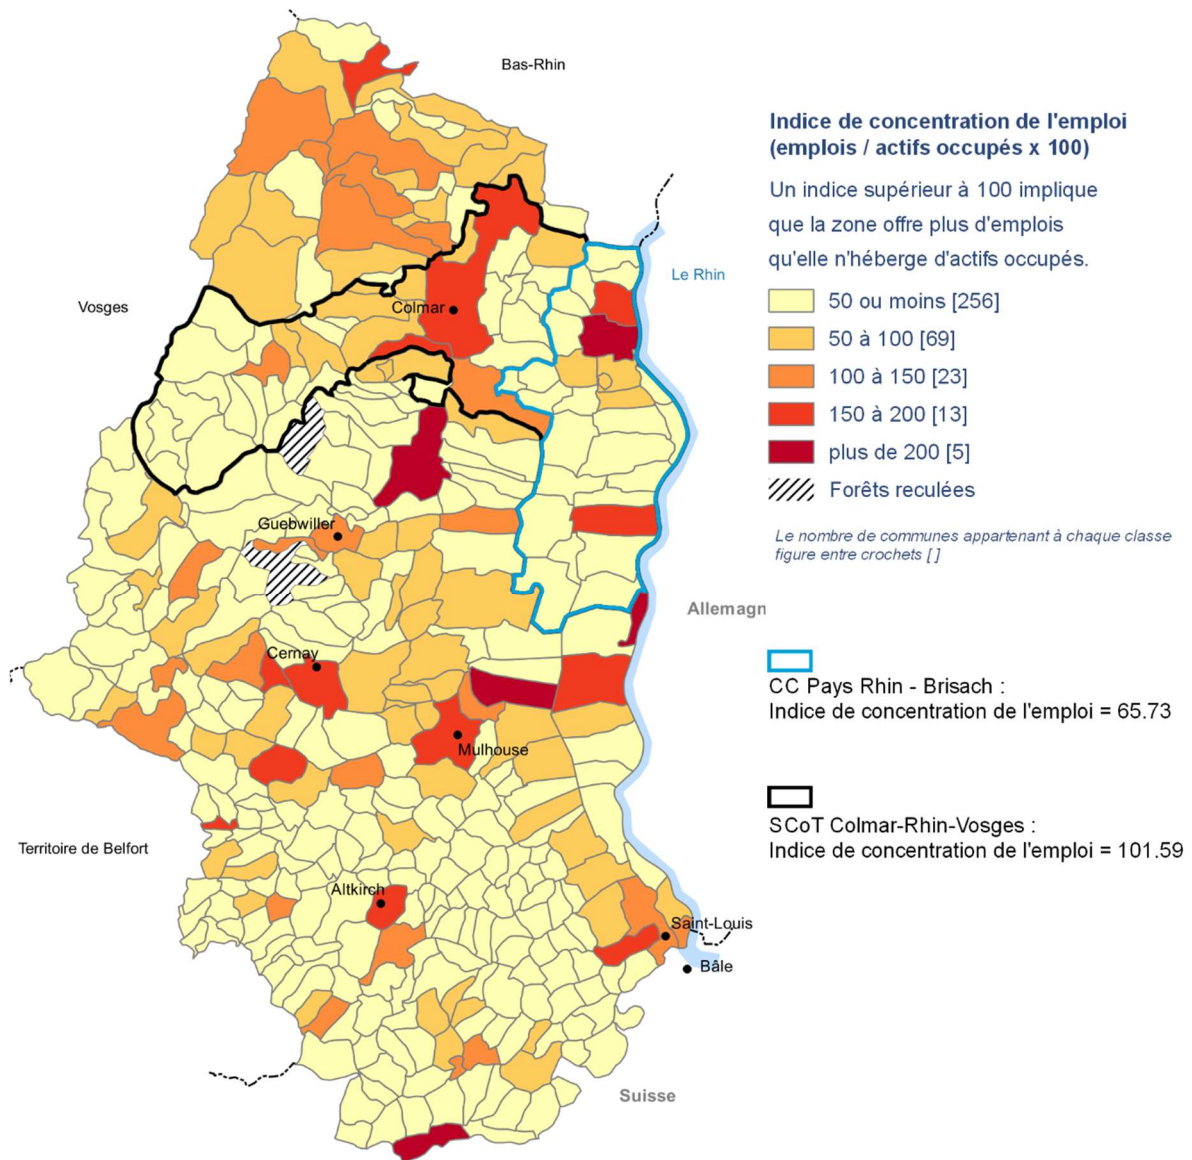 Bas-Rhin
Vosges
Colmar
Le Rhin
Guebwiller
Allemagn
Cernay
Mulhouse
Territoire de Belfort
Altkirch
Saint-Louis
Bâle
Suisse
Indice de concentration de l'emploi
(emplois / actifs occupés x 100)
Un indice supérieur à 100 implique
que la zone offre plus d'emplois
qu'elle n'héberge d'actifs occupés.
50 ou moins [256]
50 à 100 [69]
100 à 150 [23]
150 à 200 [13]
plus de 200 [5]
Forêts reculées
Le nombre de communes appartenant à chaque classe
figure entre crochets [ ]
CC Pays Rhin - Brisach :
Indice de concentration de l'emploi = 65.73
SCoT Colmar-Rhin-Vosges :
Indice de concentration de l'emploi = 101.59